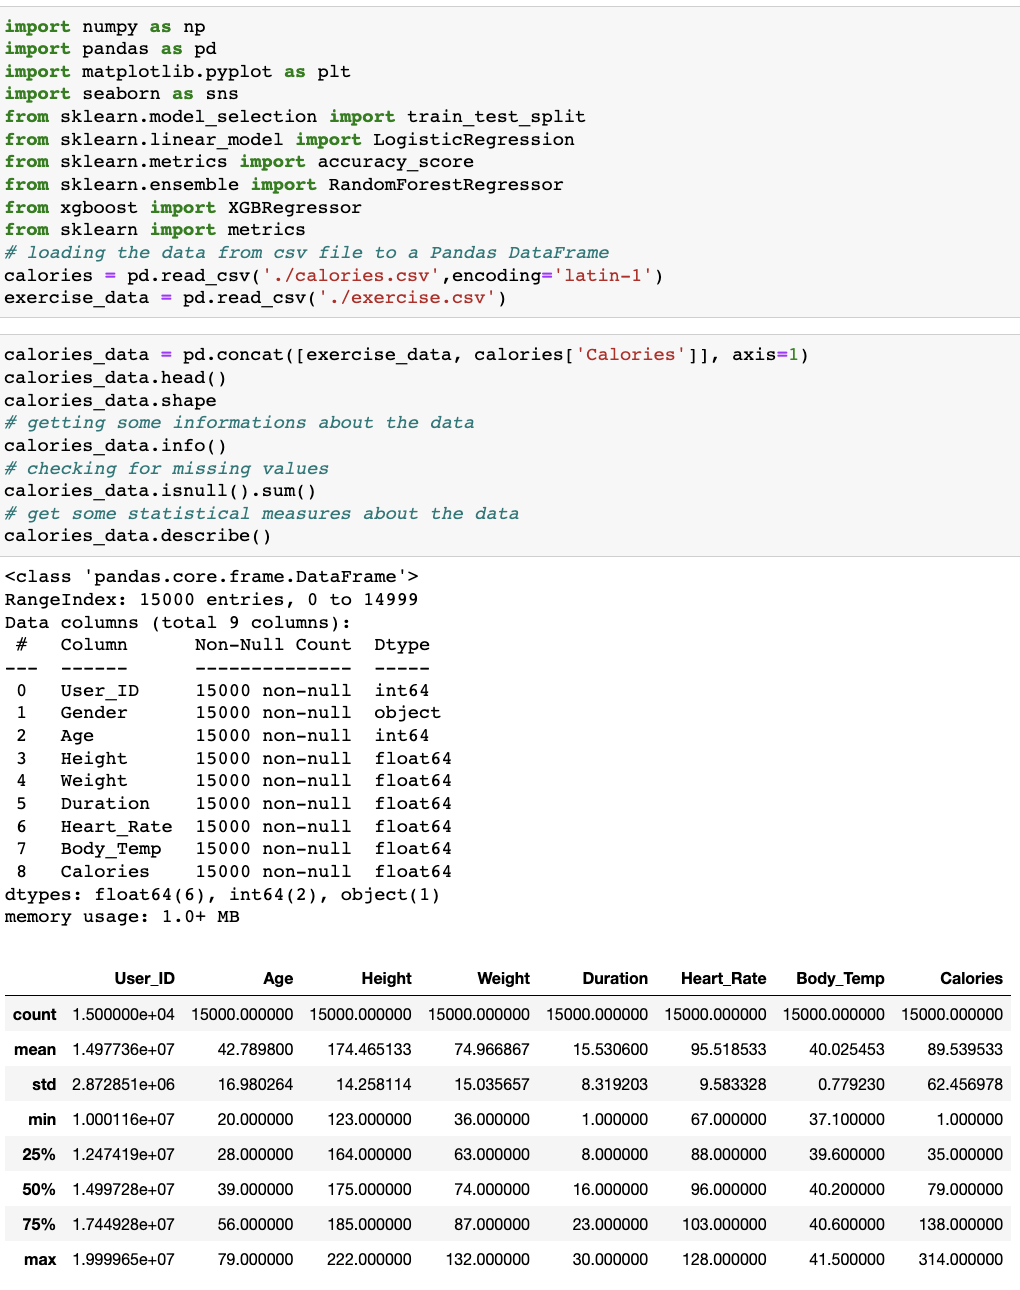 import numpy as np
import pandas as pd
import matplotlib.pyplot as plt
import seaborn as sns
from sklearn.model_selection import train_test_split
from sklearn.linear_model import LogisticRegression
from sklearn.metrics import accuracy_score
from sklearn.ensemble import RandomForestRegressor
from xgboost import XGBRegressor
from sklearn import metrics
# loading the data from csv file to a Pandas DataFrame
calories = pd.read_csv('./calories.csv',encoding='latin-1')
exercise_data = pd.read_csv('./exercise.csv')
calories_data = pd.concat([exercise_data, calories['Calories']], axis=1)
calories_data.head()
calories_data.shape
# getting some informations about the data
calories_data.info()
# checking for missing values
calories_data.isnull().sum()
# get some statistical measures about the data
calories_data.describe()
<class 'pandas.core.frame.DataFrame'>
RangeIndex: 15000 entries, 0 to 14999
Data columns (total 9 columns):
 #   Column      Non-Null Count  Dtype
---  ------      --------------  -----
 0   User_ID     15000 non-null  int64
 1   Gender      15000 non-null  object
 2   Age         15000 non-null  int64
 3   Height      15000 non-null  float64
 4   Weight      15000 non-null  float64
 5   Duration    15000 non-null  float64
 6   Heart_Rate  15000 non-null  float64
 7   Body_Temp   15000 non-null  float64
 8   Calories    15000 non-null  float64
dtypes: float64(6), int64(2), object(1)
memory usage: 1.0+ MB
User_ID Age Height Weight Duration Heart_Rate Body_Temp Calories
count 1.500000e+04 15000.000000 15000.000000 15000.000000 15000.000000 15000.000000 15000.000000 15000.000000
mean 1.497736e+07 42.789800 174.465133 74.966867 15.530600 95.518533 40.025453 89.539533
std 2.872851e+06 16.980264 14.258114 15.035657 8.319203 9.583328 0.779230 62.456978
min 1.000116e+07 20.000000 123.000000 36.000000 1.000000 67.000000 37.100000 1.000000
25% 1.247419e+07 28.000000 164.000000 63.000000 8.000000 88.000000 39.600000 35.000000
50% 1.499728e+07 39.000000 175.000000 74.000000 16.000000 96.000000 40.200000 79.000000
75% 1.744928e+07 56.000000 185.000000 87.000000 23.000000 103.000000 40.600000 138.000000
max 1.999965e+07 79.000000 222.000000 132.000000 30.000000 128.000000 41.500000 314.000000